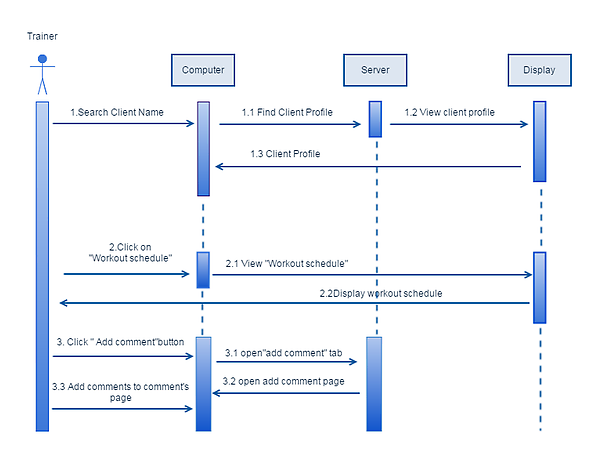 Trainer
Computer
Server
Display
1.Search Client Name
1.1 Find Client Profile
1.2 View client profile
1.3 Client Profile
2.Click on
"Workout schedule"
2.1 View "Workout schedule"
2.2Display workout schedule
3. Click " Add comment"button
3.1 open"add comment" tab
3.2 open add comment page
3.3 Add comments to comment's
page